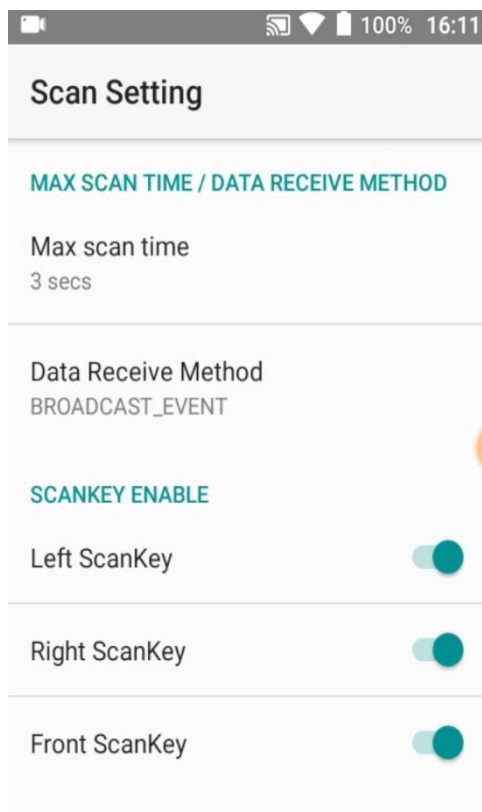 100% 16:11
Scan Setting
MAX SCAN TIME / DATA RECEIVE METHOD
Max scan time
3 secs
Data Receive Method
BROADCAST_EVENT
SCANKEY ENABLE
Left ScanKey
Right ScanKey
Front ScanKey